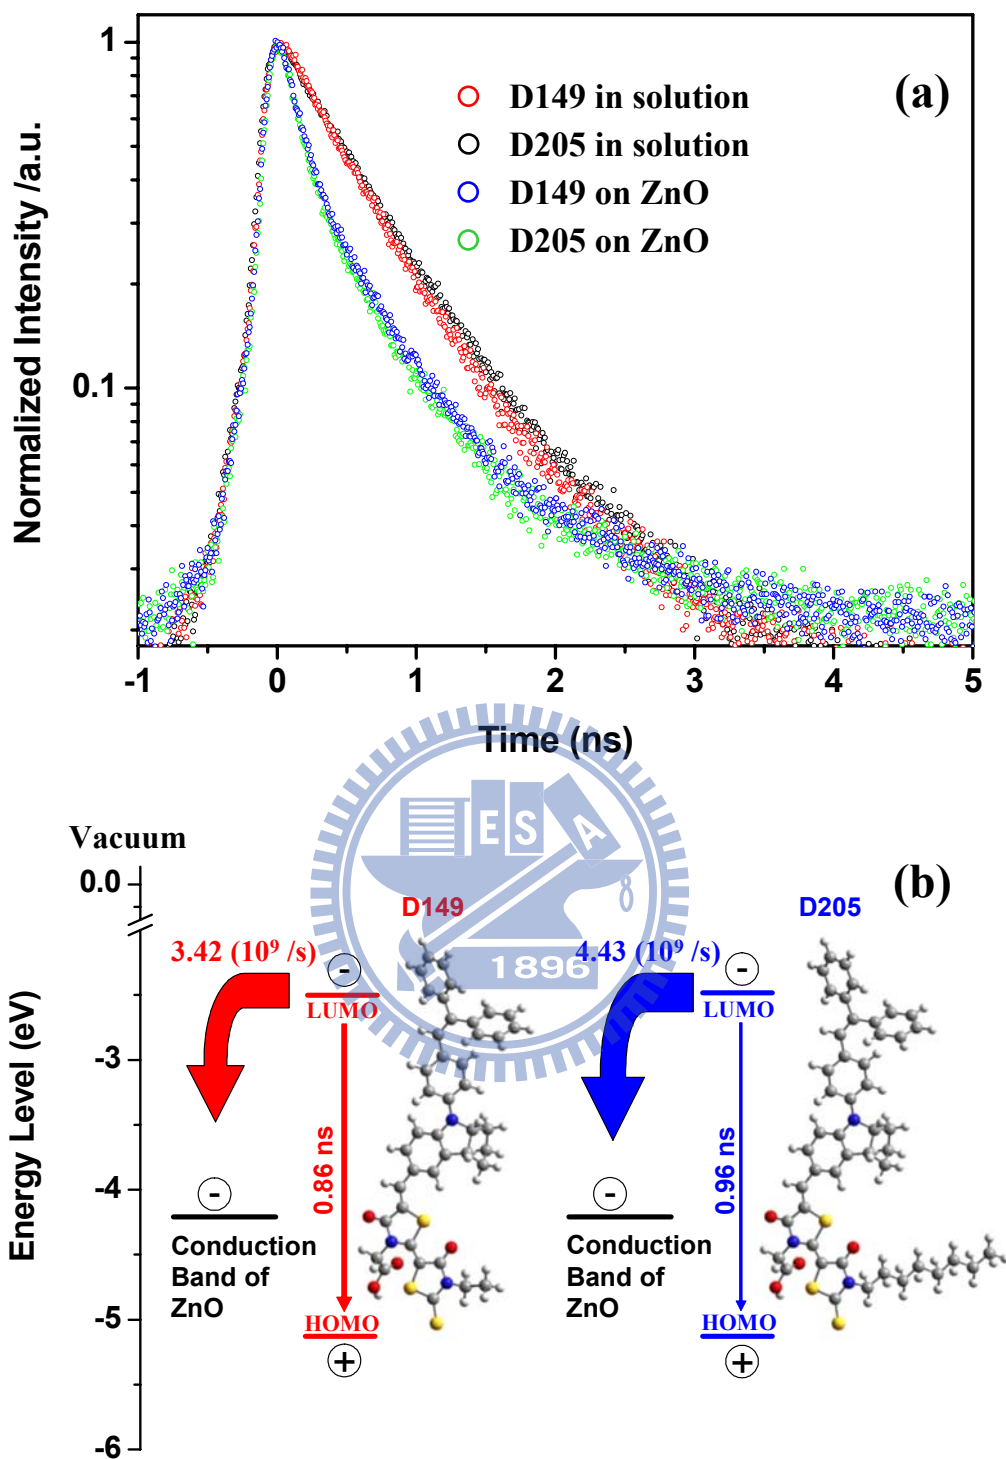 (a)
D149 in solution
D205 in solution
D149 on ZnO
D205 on ZnO
Normalized Intensity /a.u.
1
0.1
-1 0 1 2 3 4 5
Time (ns)
E S A
1896
(b)
Vacuum
Energy Level (eV)
0.0
-3
-4
-5
-6
D149
3.42 (10⁹ /s)
-
LUMO
0.86 ns
-
Conduction
Band of
ZnO
HOMO
+
D205
4.43 (10⁹ /s)
-
LUMO
0.96 ns
-
Conduction
Band of
ZnO
HOMO
+